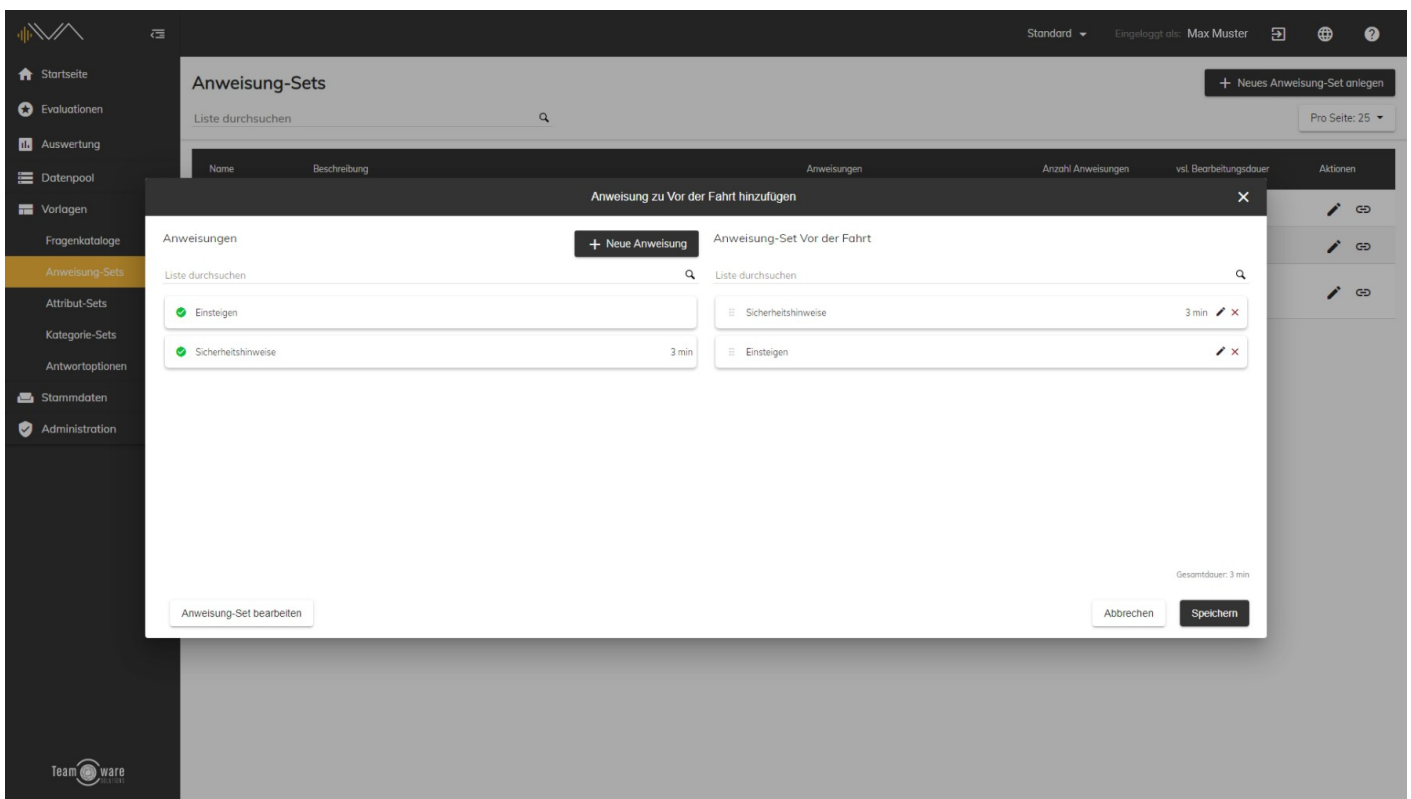 Standard
Eingeloggt als: Max Muster
Startseite
Evaluationen
Auswertung
Datenpool
Vorlagen
Fragenkataloge
Anweisung-Sets
Attribut-Sets
Kategorie-Sets
Antwortoptionen
Stammdaten
Administration
Anweisung-Sets
+ Neues Anweisung-Set anlegen
Liste durchsuchen
Pro Seite: 25
Name Beschreibung Anweisungen Anzahl Anweisungen vsl. Bearbeitungsdauer Aktionen
Anweisung zu Vor der Fahrt hinzufügen
Anweisungen
+ Neue Anweisung
Liste durchsuchen
Einsteigen
Sicherheitshinweise 3 min
Anweisung-Set Vor der Fahrt
Liste durchsuchen
Sicherheitshinweise 3 min
Einsteigen
Gesamtdauer: 3 min
Anweisung-Set bearbeiten
Abbrechen
Speichern
Team ware
SOLUTIONS